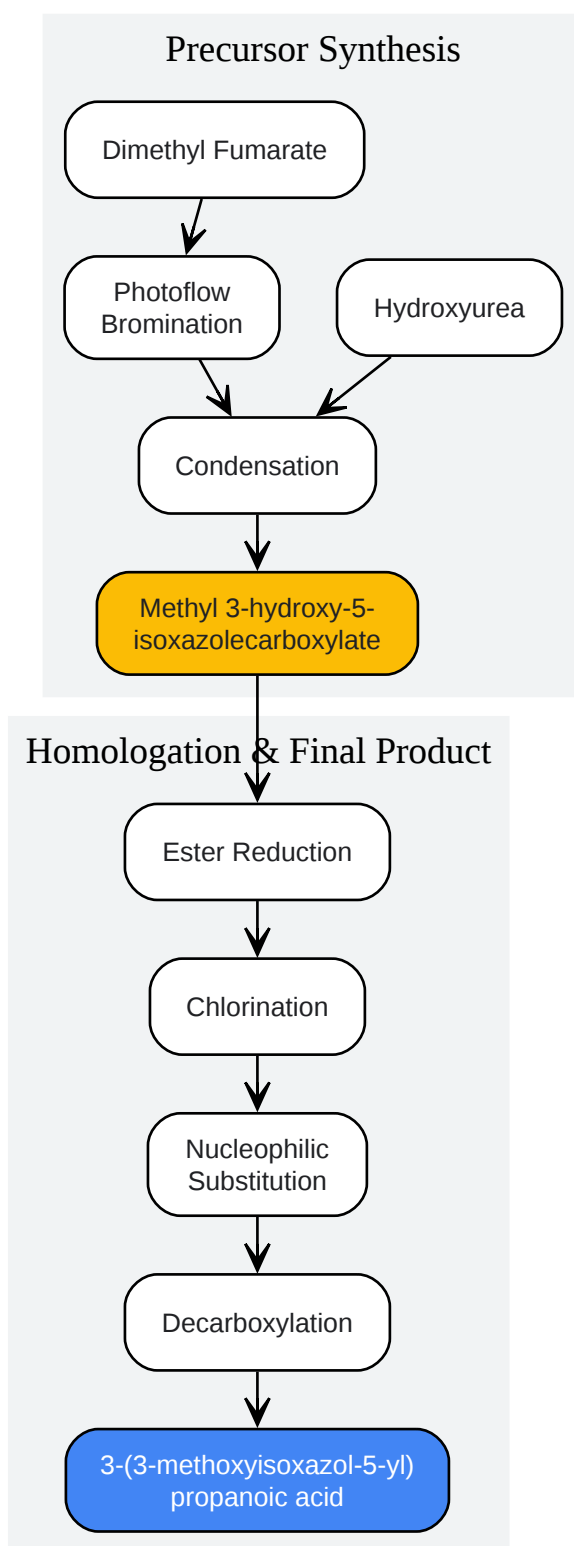 Precursor Synthesis
Dimethyl Fumarate
Photoflow
Bromination
Hydroxyurea
Condensation
Methyl 3-hydroxy-5-
isoxazolecarboxylate
Homologation & Final Product
Ester Reduction
Chlorination
Nucleophilic
Substitution
Decarboxylation
3-(3-methoxyisoxazol-5-yl)
propanoic acid